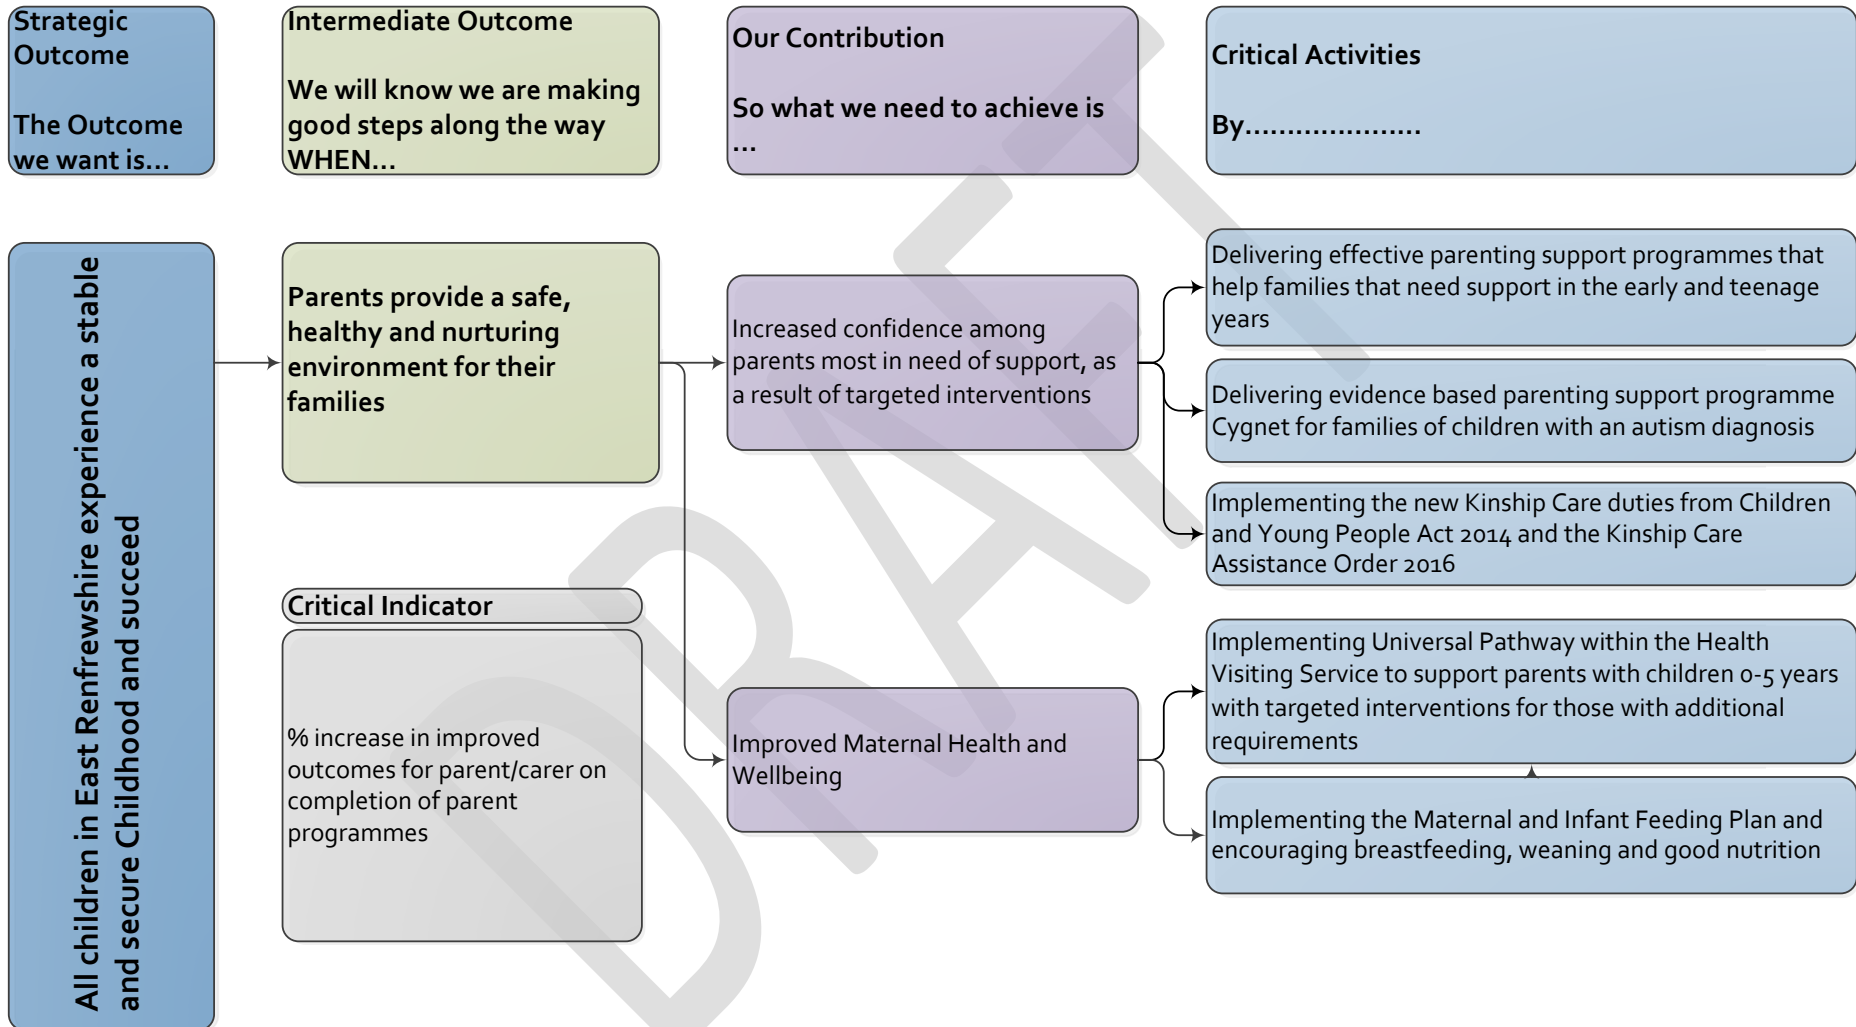 Strategic
Outcome
The Outcome
we want is...
Intermediate Outcome
We will know we are making
good steps along the way
WHEN...
Our Contribution
So what we need to achieve is
...
Critical Activities
By.....................
All children in East Renfrewshire experience a stable
and secure Childhood and succeed
Parents provide a safe,
healthy and nurturing
environment for their
families
Critical Indicator
% increase in improved
outcomes for parent/carer on
completion of parent
programmes
Increased confidence among
parents most in need of support, as
a result of targeted interventions
Improved Maternal Health and
Wellbeing
Delivering effective parenting support programmes that
help families that need support in the early and teenage
years
Delivering evidence based parenting support programme
Cygnet for families of children with an autism diagnosis
Implementing the new Kinship Care duties from Children
and Young People Act 2014 and the Kinship Care
Assistance Order 2016
Implementing Universal Pathway within the Health
Visiting Service to support parents with children 0-5 years
with targeted interventions for those with additional
requirements
Implementing the Maternal and Infant Feeding Plan and
encouraging breastfeeding, weaning and good nutrition
DRAFT